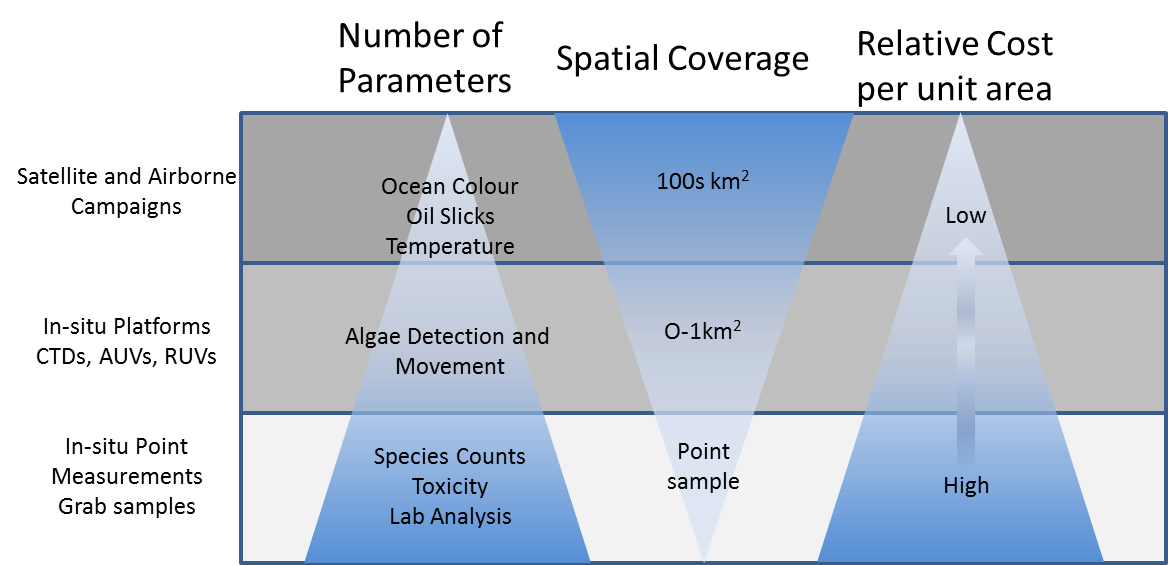 Number of
Parameters
Spatial Coverage
Relative Cost
per unit area
Satellite and Airborne
Campaigns
Ocean Colour
Oil Slicks
Temperature
100s km²
Low
In-situ Platforms
CTDs, AUVs, RUVs
Algae Detection and
Movement
O-1km²
In-situ Point
Measurements
Grab samples
Species Counts
Toxicity
Lab Analysis
Point
sample
High